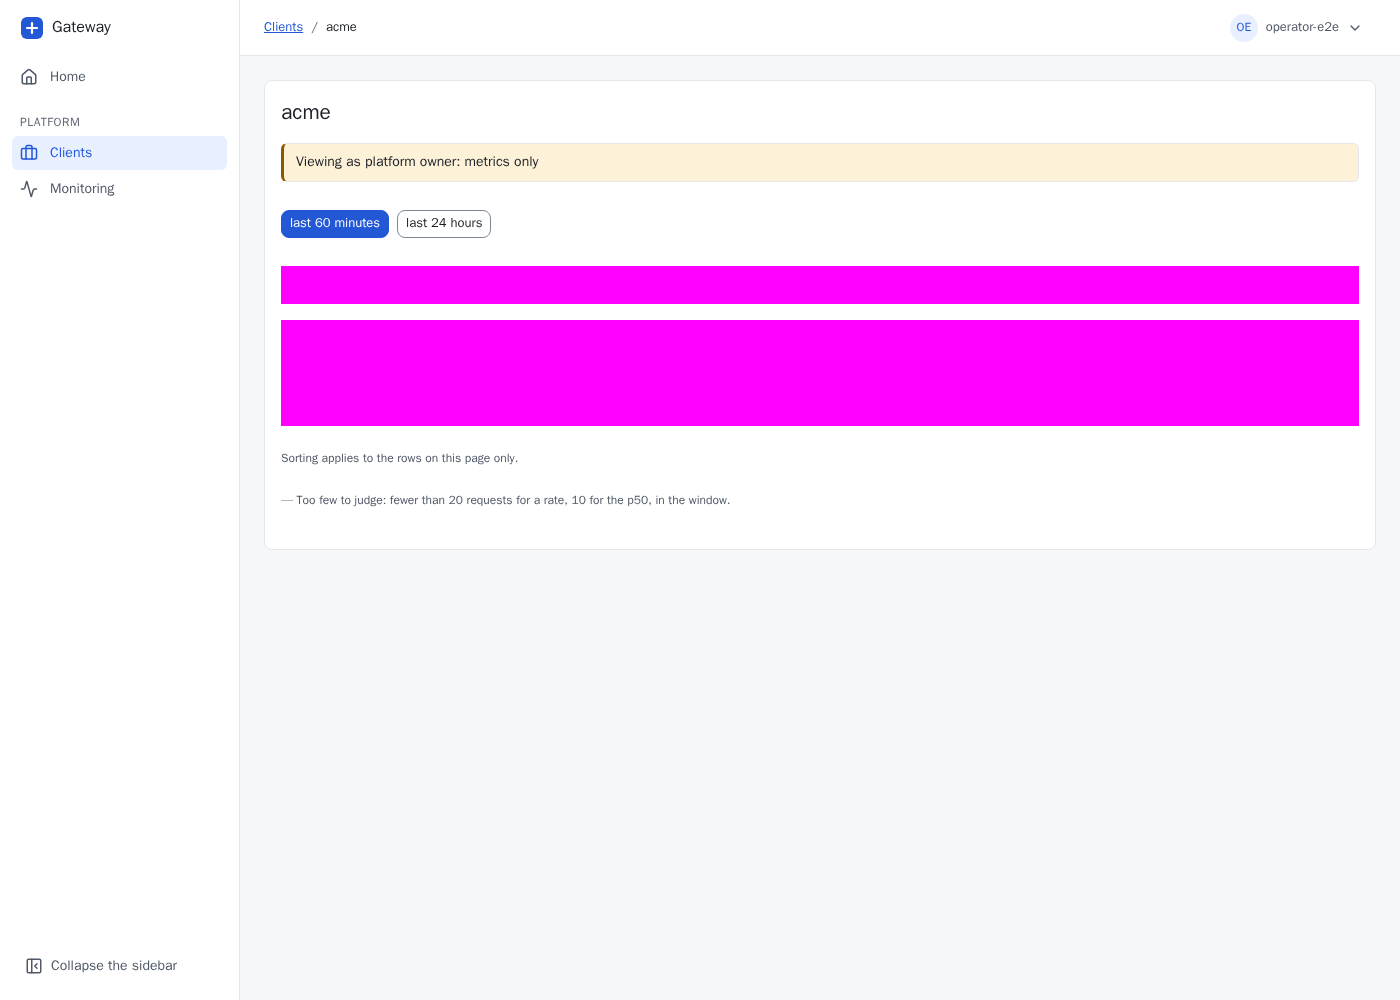 Gateway
Clients / acme
OE operator-e2e
Home
PLATFORM
Clients
Monitoring
acme
Viewing as platform owner: metrics only
last 60 minutes last 24 hours
Sorting applies to the rows on this page only.
— Too few to judge: fewer than 20 requests for a rate, 10 for the p50, in the window.
Collapse the sidebar